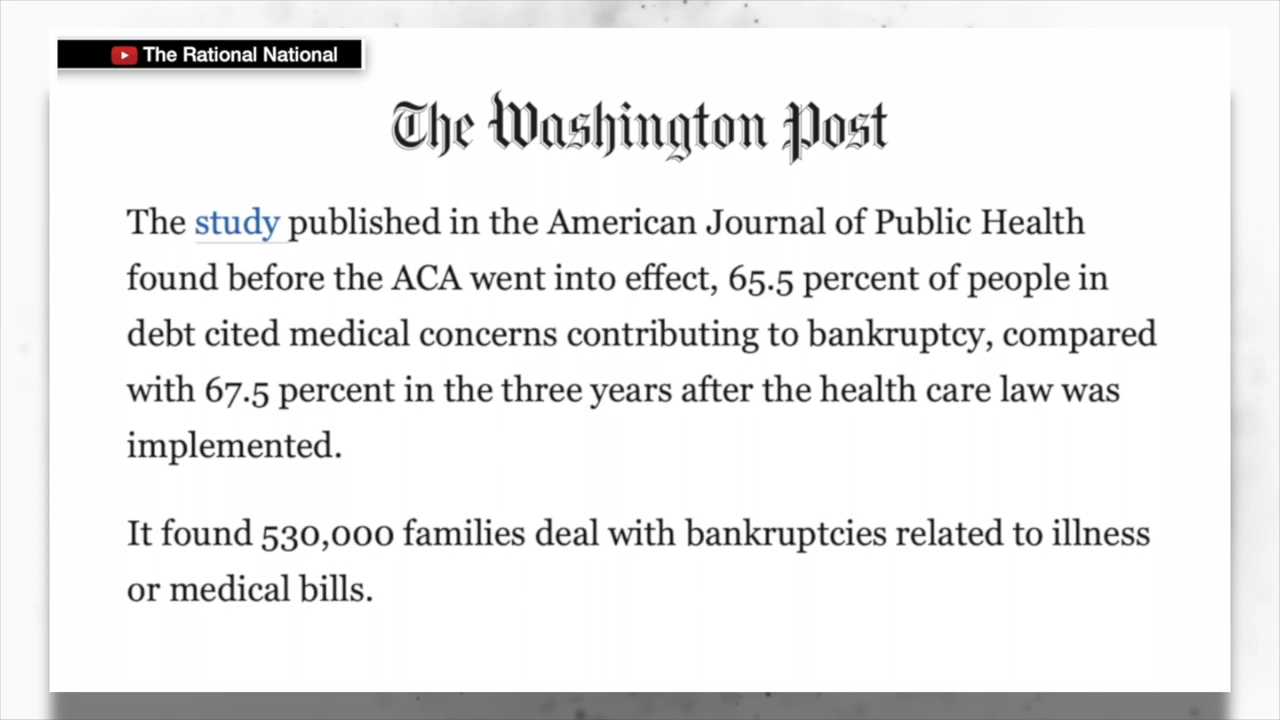 The Rational National
The Washington Post
The study published in the American Journal of Public Health
found before the ACA went into effect, 65.5 percent of people in
debt cited medical concerns contributing to bankruptcy, compared
with 67.5 percent in the three years after the health care law was
implemented.
It found 530,000 families deal with bankruptcies related to illness
or medical bills.